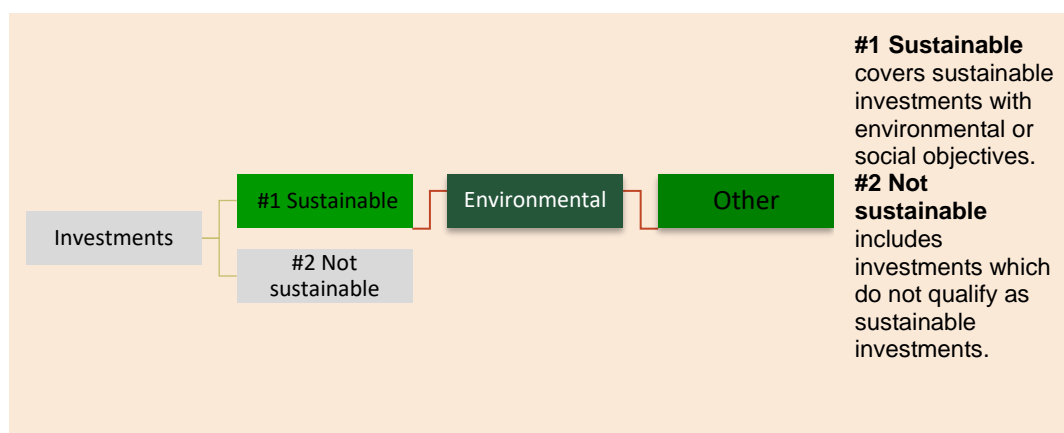 Investments
#1 Sustainable
#2 Not
sustainable
Environmental
Other
#1 Sustainable
covers sustainable
investments with
environmental or
social objectives.
#2 Not
sustainable
includes
investments which
do not qualify as
sustainable
investments.